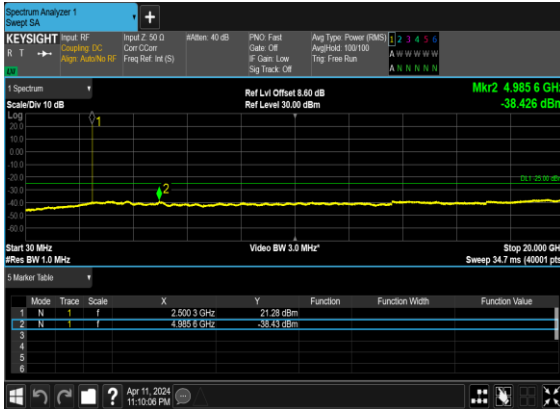 Spectrum Analyzer 1
Swept SA
+
KEYSIGHT Input: RF Input Z: 50 Ω #Atten: 40 dB PNO: Fast Avg Type: Power (RMS) 1 2 3 4 5 6
R T Coupling: DC Corr CCorr Gate: Off Avg|Hold: 100/100 A W W W W W
Align: Auto/No RF Freq Ref: Int (S) IF Gain: Low Trig: Free Run
Sig Track: Off A N N N N N
1 Spectrum Ref Lvl Offset 8.60 dB Mkr2 4.985 6 GHz
Scale/Div 10 dB Ref Level 30.00 dBm -38.426 dBm
Log
1
20.0
10.0
0.00
-10.0
-20.0 DL1 -25.00 dBm
-30.0 2
-40.0
-50.0
-60.0
Start 30 MHz Video BW 3.0 MHz* Stop 20.000 GHz
#Res BW 1.0 MHz Sweep 34.7 ms (40001 pts)
5 Marker Table
Mode Trace Scale X Y Function Function Width Function Value
1 N 1 f 2.500 3 GHz 21.28 dBm
2 N 1 f 4.985 6 GHz -38.43 dBm
3
4
5
6
? Apr 11, 2024
11:10:06 PM